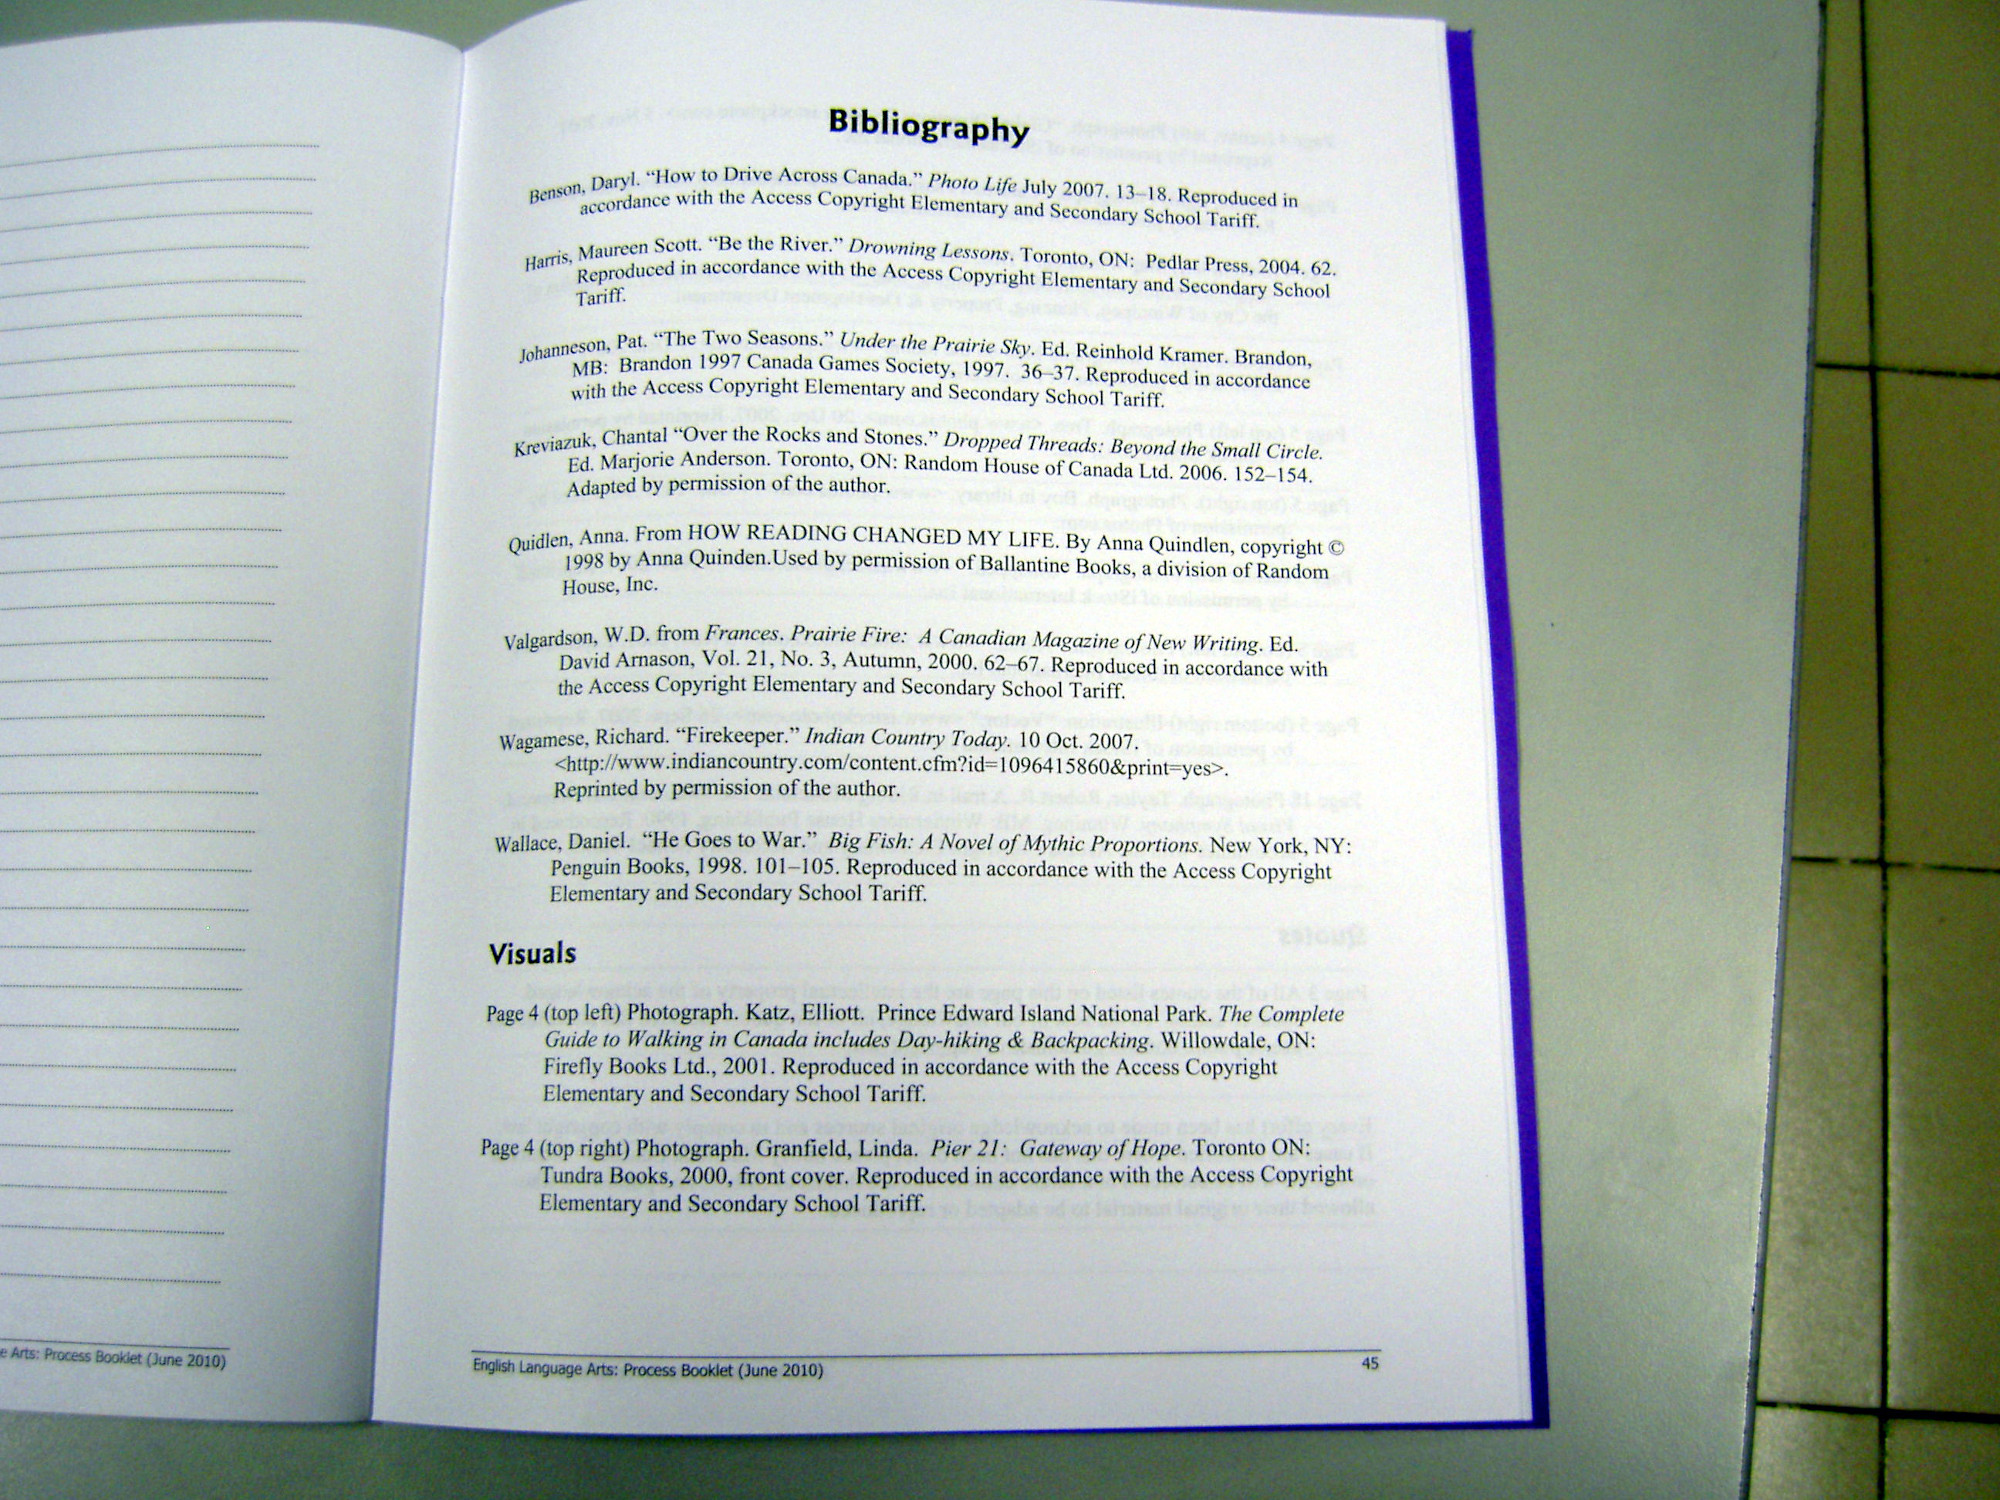 Bibliography
Benson, Daryl. “How to Drive Across Canada.” Photo Life July 2007. 13–18. Reproduced in
accordance with the Access Copyright Elementary and Secondary School Tariff.
Harris, Maureen Scott. “Be the River.” Drowning Lessons. Toronto, ON: Pedlar Press, 2004. 62.
Reproduced in accordance with the Access Copyright Elementary and Secondary School
Tariff.
Johanneson, Pat. “The Two Seasons.” Under the Prairie Sky. Ed. Reinhold Kramer. Brandon,
MB: Brandon 1997 Canada Games Society, 1997. 36–37. Reproduced in accordance
with the Access Copyright Elementary and Secondary School Tariff.
Kreviazuk, Chantal “Over the Rocks and Stones.” Dropped Threads: Beyond the Small Circle.
Ed. Marjorie Anderson. Toronto, ON: Random House of Canada Ltd. 2006. 152–154.
Adapted by permission of the author.
Quidlen, Anna. From HOW READING CHANGED MY LIFE. By Anna Quindlen, copyright ©
1998 by Anna Quinden.Used by permission of Ballantine Books, a division of Random
House, Inc.
Valgardson, W.D. from Frances. Prairie Fire: A Canadian Magazine of New Writing. Ed.
David Arnason, Vol. 21, No. 3, Autumn, 2000. 62–67. Reproduced in accordance with
the Access Copyright Elementary and Secondary School Tariff.
Wagamese, Richard. “Firekeeper.” Indian Country Today. 10 Oct. 2007.
<http://www.indiancountry.com/content.cfm?id=1096415860&print=yes>.
Reprinted by permission of the author.
Wallace, Daniel. “He Goes to War.” Big Fish: A Novel of Mythic Proportions. New York, NY:
Penguin Books, 1998. 101–105. Reproduced in accordance with the Access Copyright
Elementary and Secondary School Tariff.
Visuals
Page 4 (top left) Photograph. Katz, Elliott. Prince Edward Island National Park. The Complete
Guide to Walking in Canada includes Day-hiking & Backpacking. Willowdale, ON:
Firefly Books Ltd., 2001. Reproduced in accordance with the Access Copyright
Elementary and Secondary School Tariff.
Page 4 (top right) Photograph. Granfield, Linda. Pier 21: Gateway of Hope. Toronto ON:
Tundra Books, 2000, front cover. Reproduced in accordance with the Access Copyright
Elementary and Secondary School Tariff.
e Arts: Process Booklet (June 2010)
English Language Arts: Process Booklet (June 2010) 45